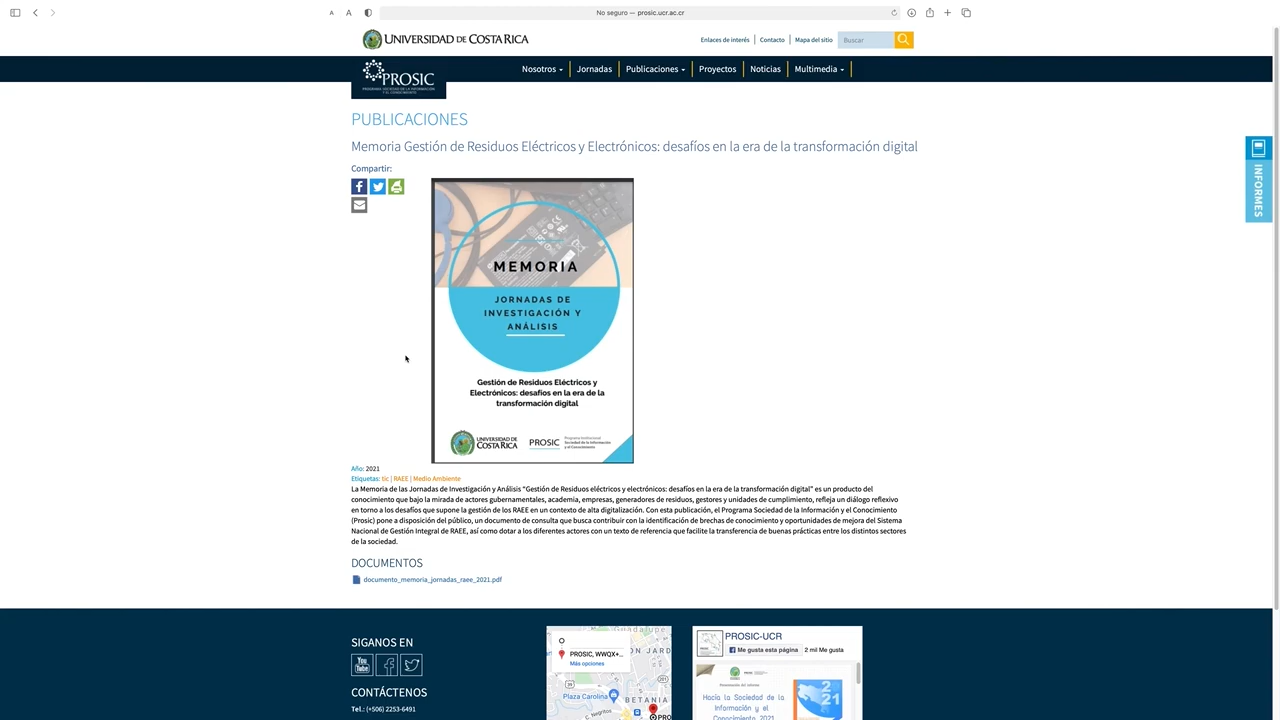 A A No seguro — prosic.ucr.ac.cr
UNIVERSIDAD DE COSTA RICA
Enlaces de interés Contacto Mapa del sitio Buscar
PROSIC
Nosotros Jornadas Publicaciones Proyectos Noticias Multimedia
PUBLICACIONES
Memoria Gestión de Residuos Eléctricos y Electrónicos: desafíos en la era de la transformación digital
Compartir:
INFORMES
MEMORIA
JORNADAS DE
INVESTIGACIÓN Y
ANÁLISIS
Gestión de Residuos Eléctricos y
Electrónicos: desafíos en la era de la
transformación digital
UNIVERSIDAD DE
COSTA RICA
PROSIC
Programa Institucional
Sociedad de la Información
y el Conocimiento
Año: 2021
Etiquetas: tic | RAEE | Medio Ambiente
La Memoria de las Jornadas de Investigación y Análisis “Gestión de Residuos eléctricos y electrónicos: desafíos en la era de la transformación digital” es un producto del
conocimiento que bajo la mirada de actores gubernamentales, academia, empresas, generadores de residuos, gestores y unidades de cumplimiento, refleja un diálogo reflexivo
en torno a los desafíos que supone la gestión de los RAEE en un contexto de alta digitalización. Con esta publicación, el Programa Sociedad de la Información y el Conocimiento
(Prosic) pone a disposición del público, un documento de consulta que busca contribuir con la identificación de brechas de conocimiento y oportunidades de mejora del Sistema
Nacional de Gestión Integral de RAEE, así como dotar a los diferentes actores con un texto de referencia que facilite la transferencia de buenas prácticas entre los distintos sectores
de la sociedad.
DOCUMENTOS
documento_memoria_jornadas_raee_2021.pdf
SIGANOS EN
You Tube
CONTÁCTENOS
Tel.: (+506) 2253-6491
PROSIC, WWQX+...
Más opciones
Plaza Carolina
BETANIA
PROSIC-UCR
Me gusta esta página 2 mil Me gusta
Hacia la Sociedad de la
Información y el
Conocimiento 2021